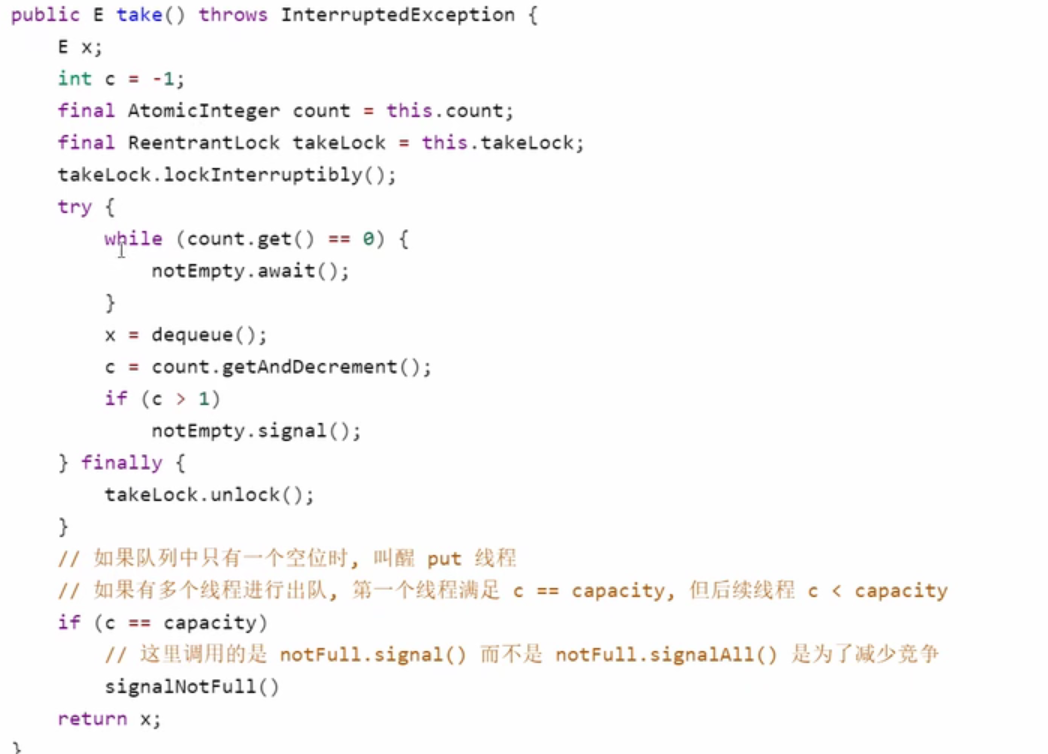 public E take() throws InterruptedException {
    E x;
    int c = -1;
    final AtomicInteger count = this.count;
    final ReentrantLock takeLock = this.takeLock;
    takeLock.lockInterruptibly();
    try {
        while (count.get() == 0) {
            notEmpty.await();
        }
        x = dequeue();
        c = count.getAndDecrement();
        if (c > 1)
            notEmpty.signal();
    } finally {
        takeLock.unlock();
    }
    // 如果队列中只有一个空位时, 叫醒 put 线程
    // 如果有多个线程进行出队, 第一个线程满足 c == capacity, 但后续线程 c < capacity
    if (c == capacity)
        // 这里调用的是 notFull.signal() 而不是 notFull.signalAll() 是为了减少竞争
        signalNotFull()
    return x;
}